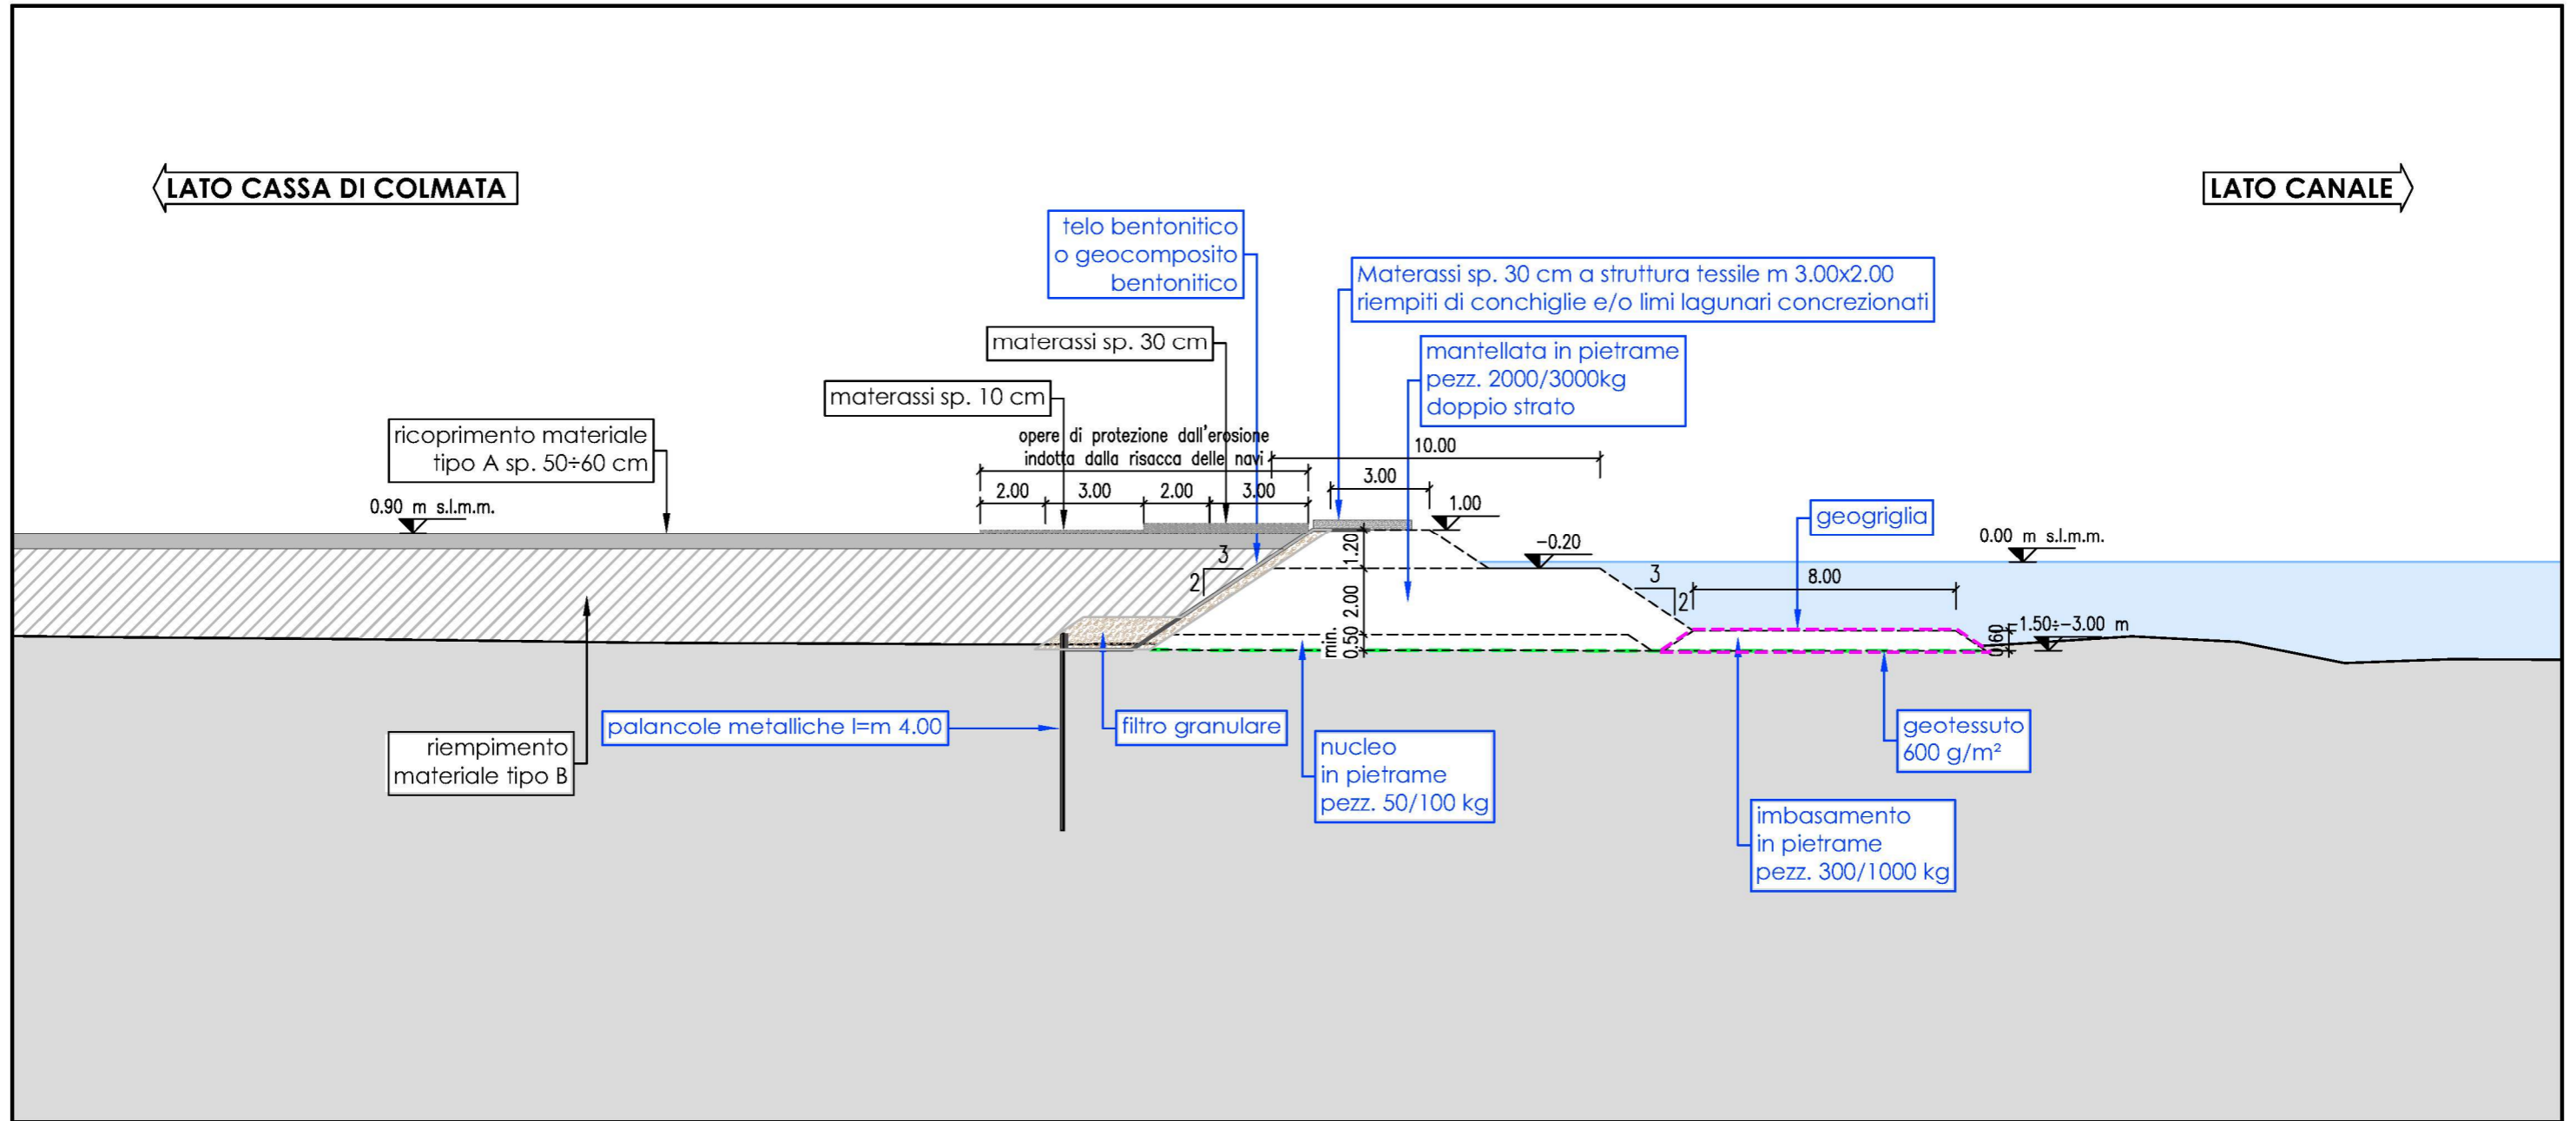 LATO CASSA DI COLMATA
LATO CANALE
telo bentonitico
o geocomposito
bentonitico
Materassi sp. 30 cm a struttura tessile m 3.00x2.00
riempiti di conchiglie e/o limi lagunari concrezionati
materassi sp. 30 cm
mantellata in pietrame
pezz. 2000/3000kg
doppio strato
materassi sp. 10 cm
ricoprimento materiale
tipo A sp. 50÷60 cm
opere di protezione dall'erosione
indotta dalla risacca delle navi
10.00
3.00
2.00
3.00
2.00
3.00
0.90 m s.l.m.m.
1.00
geogriglia
-0.20
0.00 m s.l.m.m.
1.20
3
2
2.00
3
2
8.00
min.
0.50
0.60
-1.50÷-3.00 m
palancole metalliche l=m 4.00
filtro granulare
riempimento
materiale tipo B
nucleo
in pietrame
pezz. 50/100 kg
geotessuto
600 g/m²
imbasamento
in pietrame
pezz. 300/1000 kg